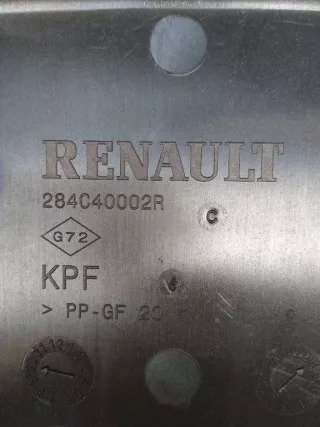 RENAULT
284C40002R
C
G72
KPF
> PP-GF 20